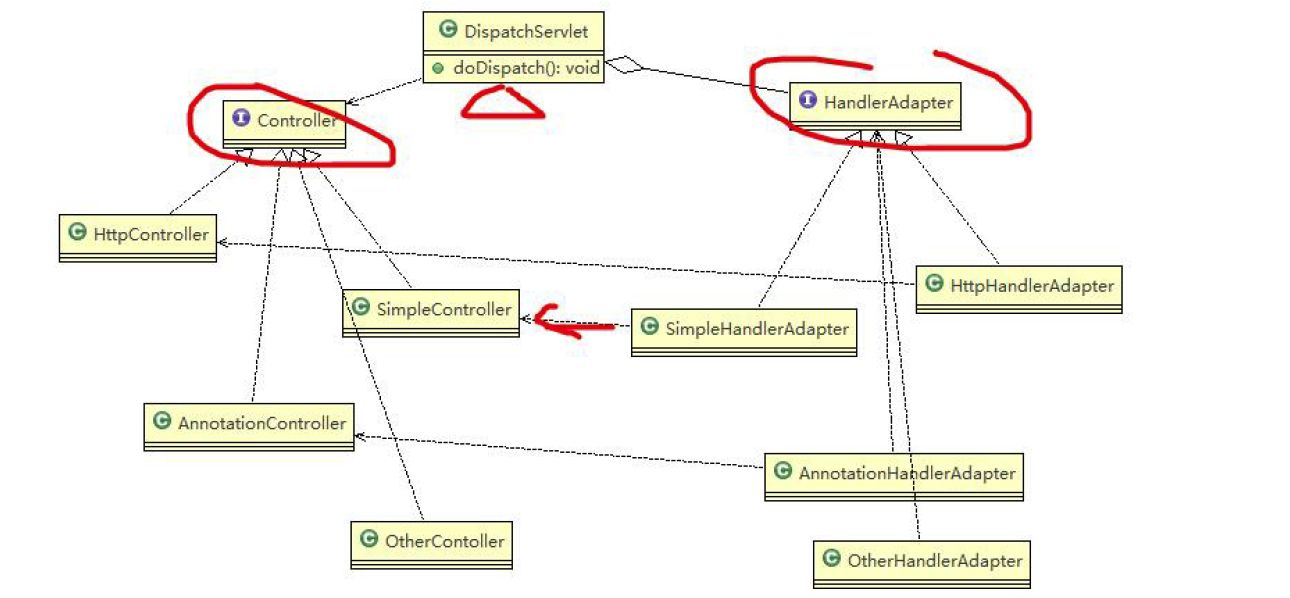 DispatchServlet
doDispatch(): void
HandlerAdapter
Controller
HttpController
HttpHandlerAdapter
SimpleController
SimpleHandlerAdapter
AnnotationController
AnnotationHandlerAdapter
OtherContoller
OtherHandlerAdapter